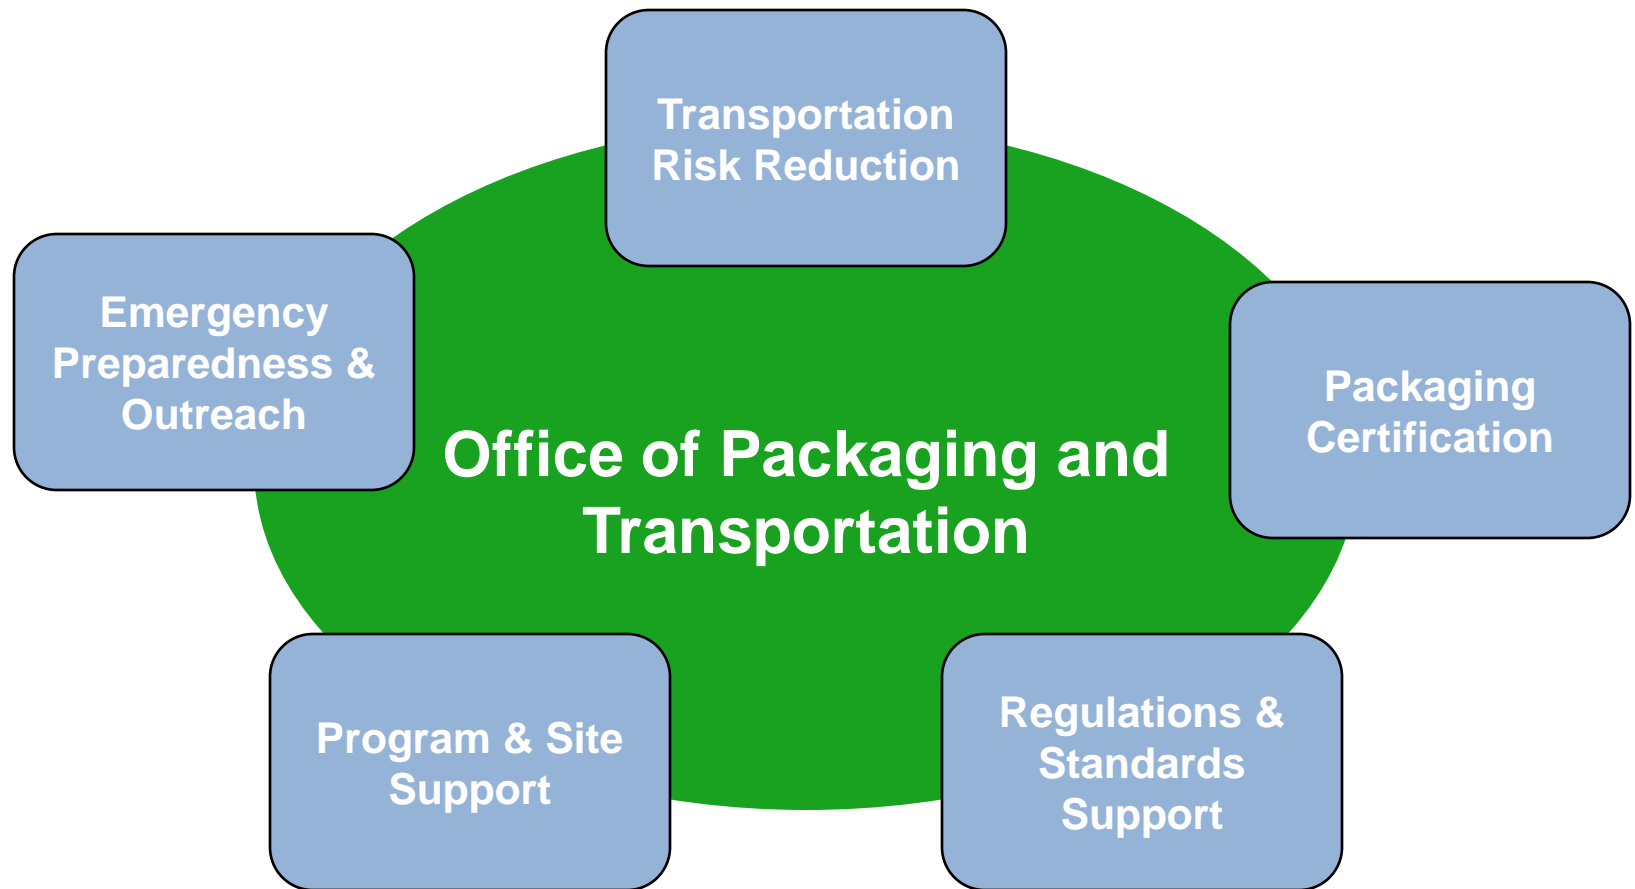 Transportation
Risk Reduction
Emergency
Preparedness &
Outreach
Packaging
Certification
Office of Packaging and
Transportation
Program & Site
Support
Regulations &
Standards
Support